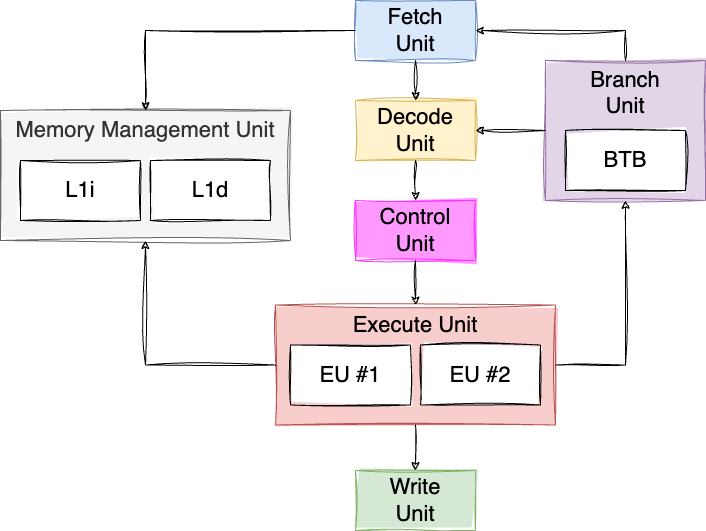 Fetch
Unit
Decode
Unit
Branch
Unit
BTB
Memory Management Unit
L1i
L1d
Control
Unit
Execute Unit
EU #1
EU #2
Write
Unit